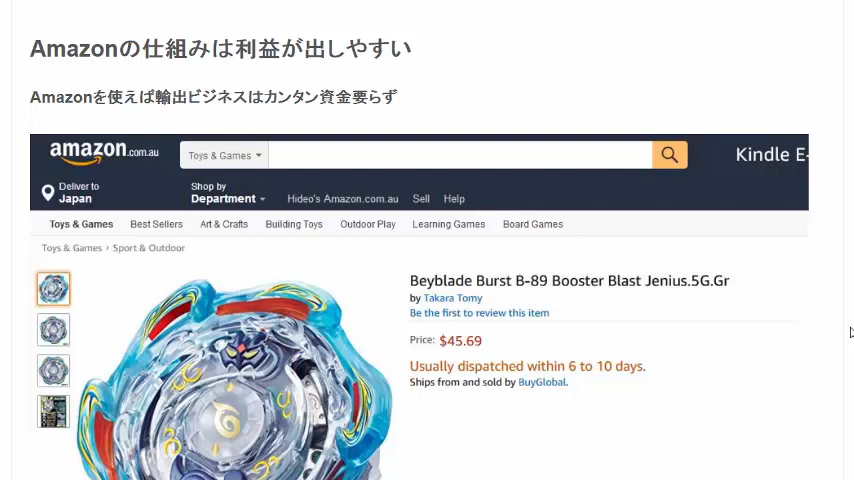 Amazonの仕組みは利益が出しやすい
Amazonを使えば輸出ビジネスはカンタン資金要らず
amazon.com.au
Toys & Games
Kindle E-
Deliver to
Japan
Shop by
Department
Hideo's Amazon.com.au
Sell
Help
Toys & Games
Best Sellers
Art & Crafts
Building Toys
Outdoor Play
Learning Games
Board Games
Toys & Games › Sport & Outdoor
Beyblade Burst B-89 Booster Blast Jenius.5G.Gr
by Takara Tomy
Be the first to review this item
Price: $45.69
Usually dispatched within 6 to 10 days.
Ships from and sold by BuyGlobal.